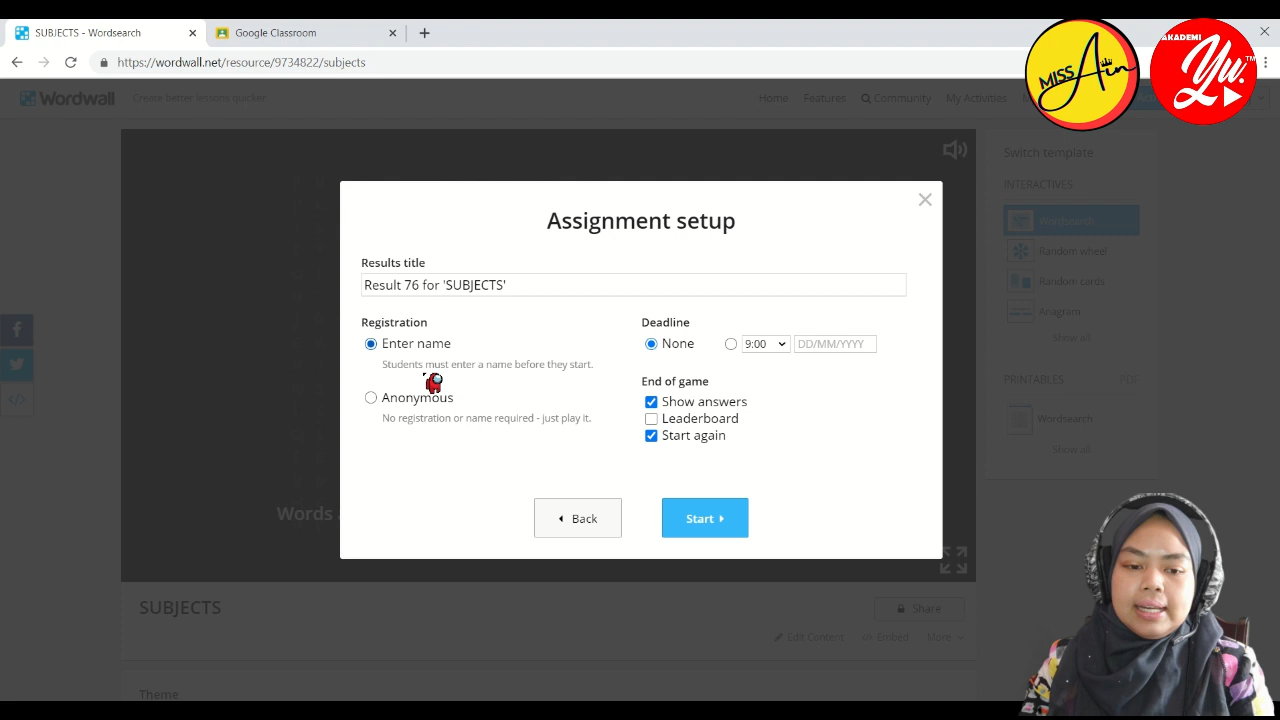 SUBJECTS - Wordsearch
Google Classroom
https://wordwall.net/resource/9734822/subjects
MISS Ain
AKADEMI
YU.
TM
Wordwall
Create better lessons quicker
Home Features Community My Activities
Switch template
INTERACTIVES
Wordsearch
Random wheel
Random cards
Anagram
Show all
PRINTABLES PDF
Wordsearch
Show all
Assignment setup
Results title
Result 76 for 'SUBJECTS'
Registration
Enter name
Students must enter a name before they start.
Anonymous
No registration or name required - just play it.
Deadline
None 9:00 DD/MM/YYYY
End of game
Show answers
Leaderboard
Start again
Back Start
Words
SUBJECTS
Share
Edit Content Embed More
Theme